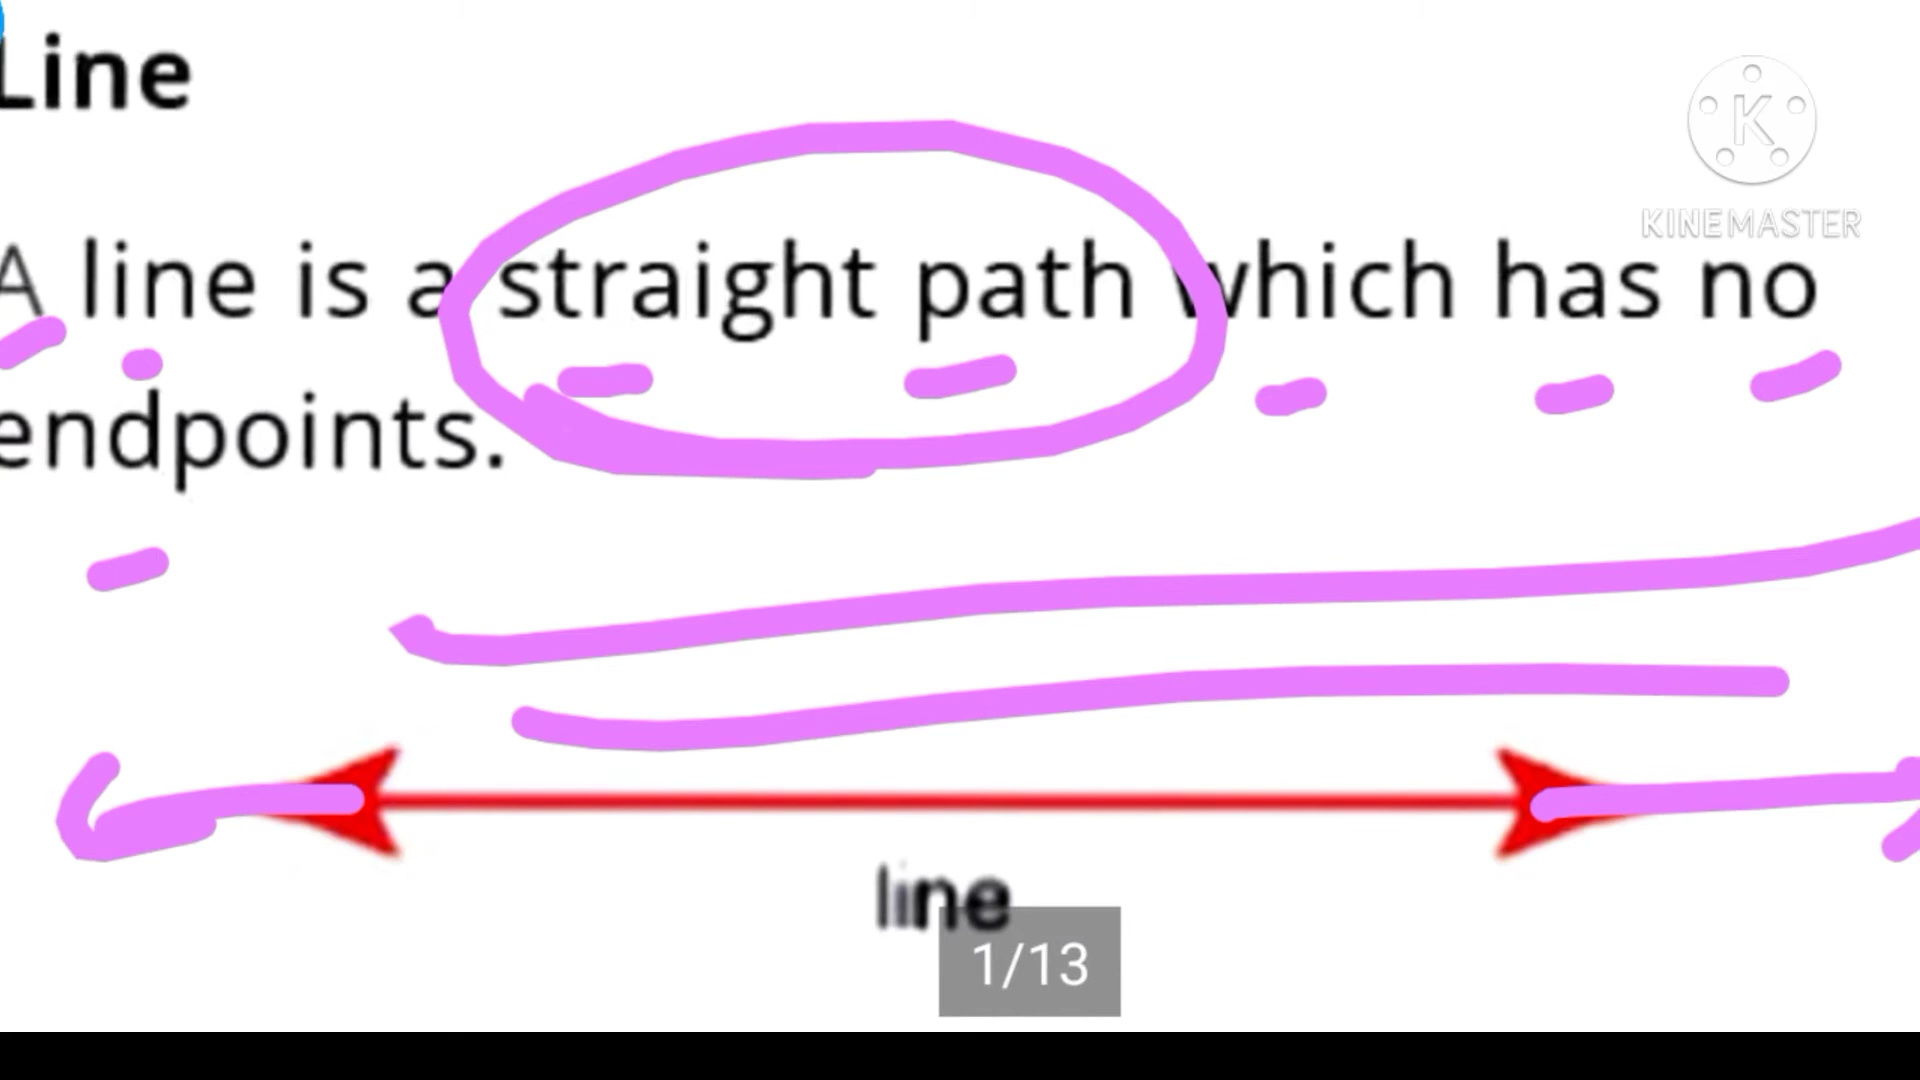 Line
K
KINEMASTER
A line is a straight path which has no
endpoints.
line
1/13